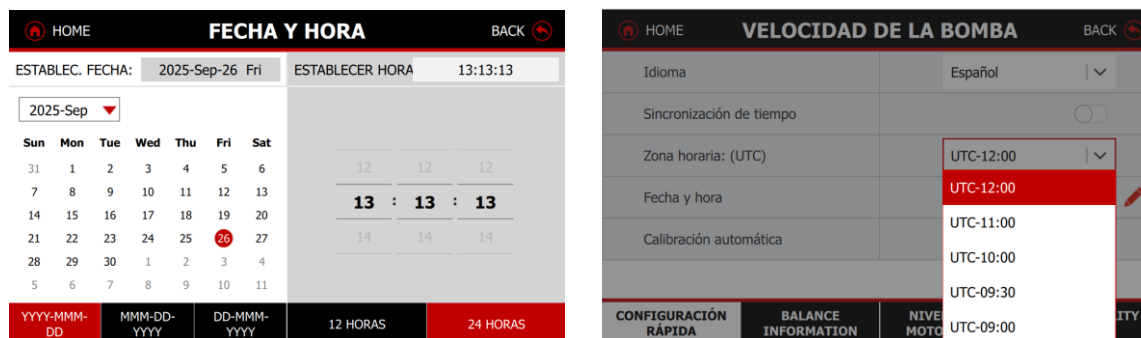 HOME FECHA Y HORA BACK
ESTABLEC. FECHA: 2025-Sep-26 Fri ESTABLECER HORA 13:13:13
2025-Sep
Sun Mon Tue Wed Thu Fri Sat
31 1 2 3 4 5 6
7 8 9 10 11 12 13
14 15 16 17 18 19 20
21 22 23 24 25 26 27
28 29 30 1 2 3 4
5 6 7 8 9 10 11
12 12 12
13 : 13 : 13
14 14 14
YYYY-MMM-
DD
MMM-DD-
YYYY
DD-MMM-
YYYY
12 HORAS
24 HORAS
HOME VELOCIDAD DE LA BOMBA BACK
Idioma Español
Sincronización de tiempo
Zona horaria: (UTC) UTC-12:00
UTC-12:00
Fecha y hora
UTC-11:00
Calibración automática
UTC-10:00
UTC-09:30
UTC-09:00
CONFIGURACIÓN
RÁPIDA
BALANCE
INFORMATION
NIVE
MOTO
ITY